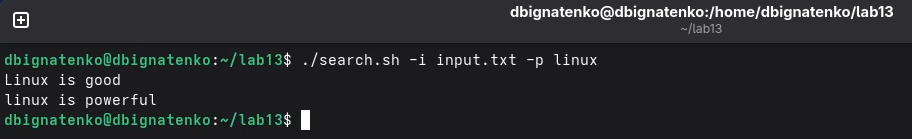 dbignatenko@dbignatenko:/home/dbignatenko/lab13
~/lab13
dbignatenko@dbignatenko:~/lab13$ ./search.sh -i input.txt -p linux
Linux is good
linux is powerful
dbignatenko@dbignatenko:~/lab13$